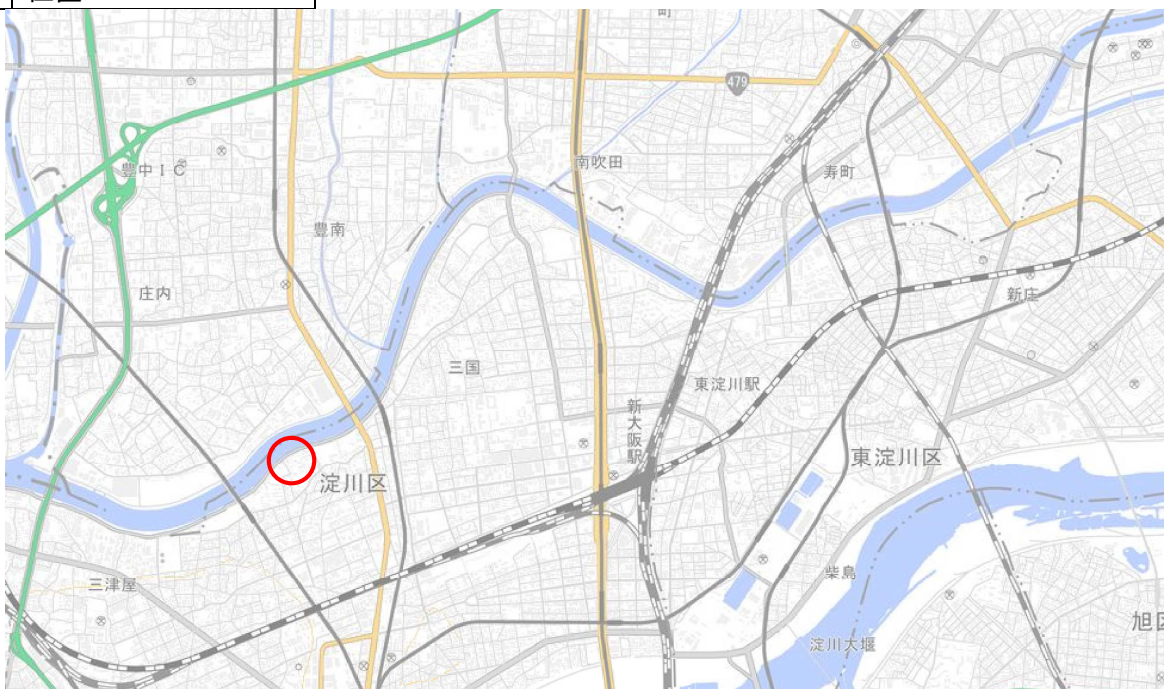 町
479
豊中IC
南吹田
寿町
豊南
庄内
新庄
三国
東淀川駅
新大阪駅
東淀川区
淀川区
三津屋
柴島
旭区
淀川大堰